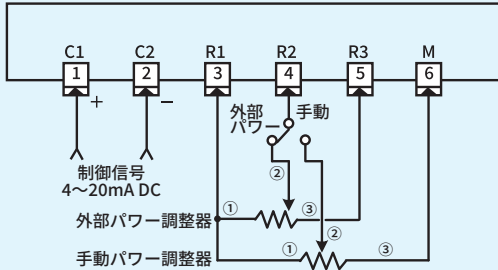 C1 C2 R1 R2 R3 M
1 2 3 4 5 6
+ −
外部
パワー
手動
②
制御信号
4～20mA DC
① ③
外部パワー調整器
②
① ③
手動パワー調整器